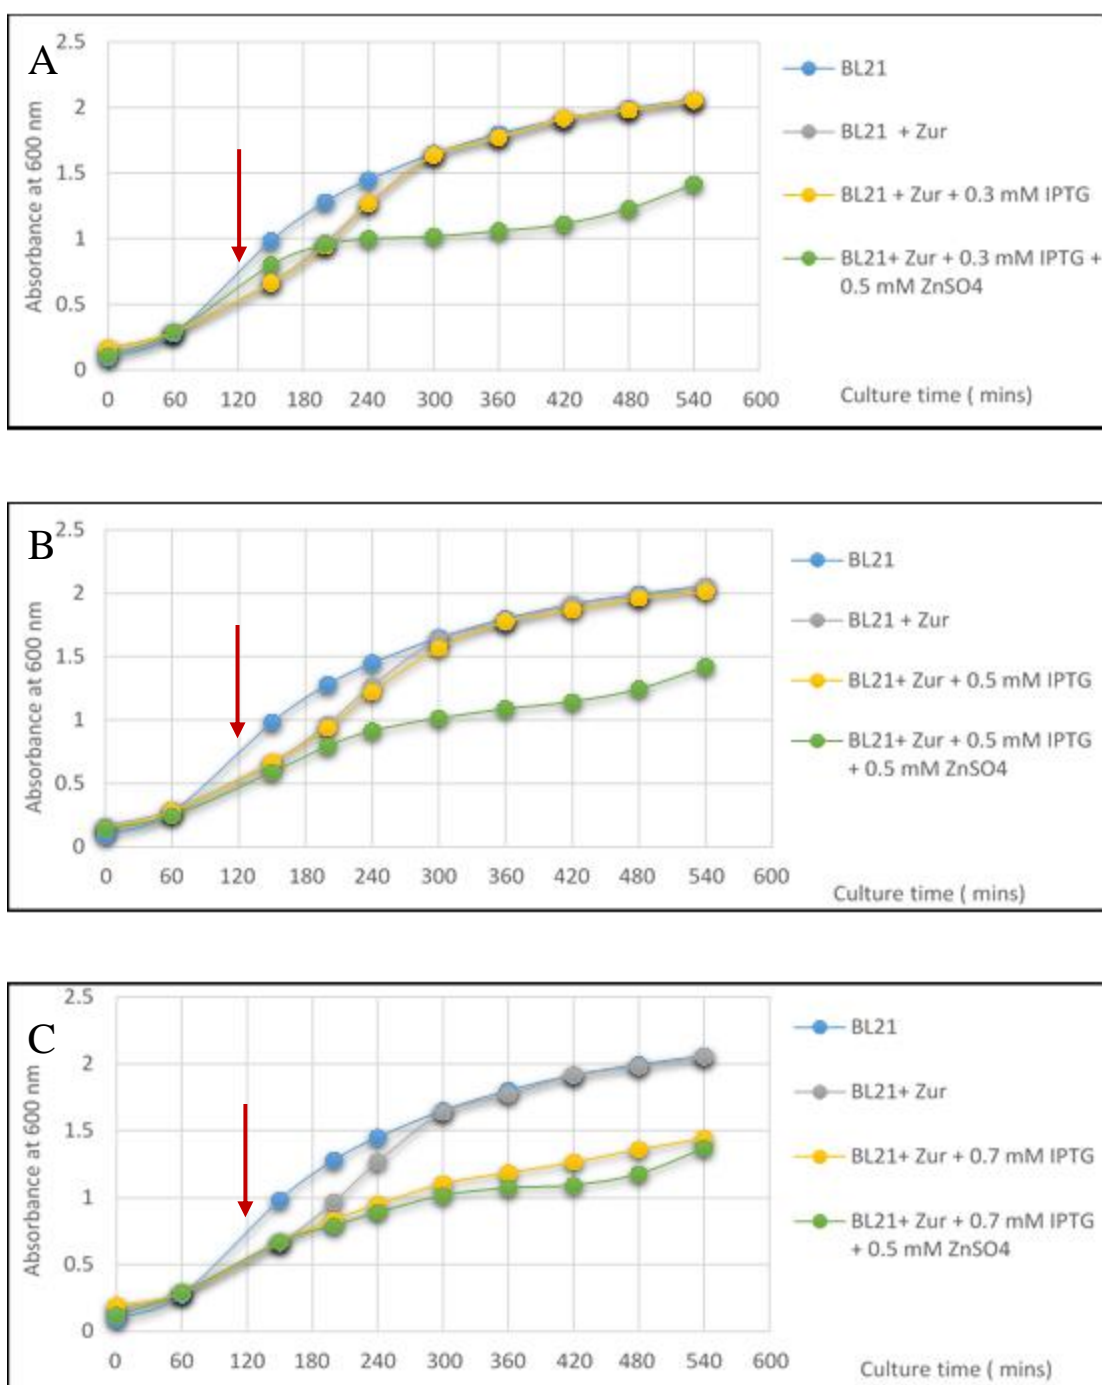 A
2.5
2
1.5
1
0.5
0
Absorbance at 600 nm
0 60 120 180 240 300 360 420 480 540 600
Culture time ( mins)
BL21
BL21 + Zur
BL21 + Zur + 0.3 mM IPTG
BL21+ Zur + 0.3 mM IPTG +
0.5 mM ZnSO4
B
2.5
2
1.5
1
0.5
0
Absorbance at 600 nm
0 60 120 180 240 300 360 420 480 540 600
Culture time ( mins)
BL21
BL21 + Zur
BL21+ Zur + 0.5 mM IPTG
BL21+ Zur + 0.5 mM IPTG
+ 0.5 mM ZnSO4
C
2.5
2
1.5
1
0.5
0
Absorbance at 600 nm
0 60 120 180 240 300 360 420 480 540 600
Culture time ( mins)
BL21
BL21+ Zur
BL21+ Zur + 0.7 mM IPTG
BL21+ Zur + 0.7 mM IPTG
+ 0.5 mM ZnSO4